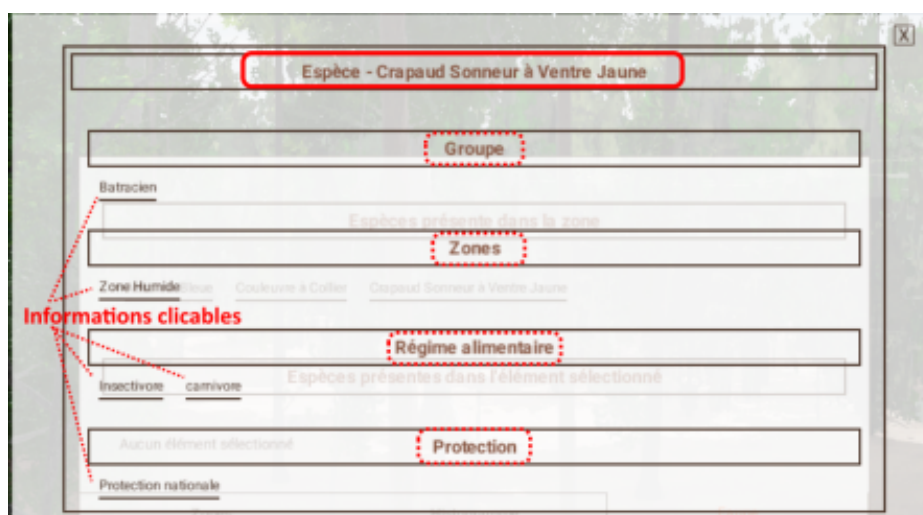 X
Espèce - Crapaud Sonneur à Ventre Jaune
Groupe
Batracien
Espèces présente dans la zone
Zones
Zone Humide Bleue Couleuvre à Collier Crapaud Sonneur à Ventre Jaune
Informations clicables
Régime alimentaire
Espèces présentes dans l'élément sélectionné
Insectivore carnivore
Aucun élément sélectionné
Protection
Protection nationale